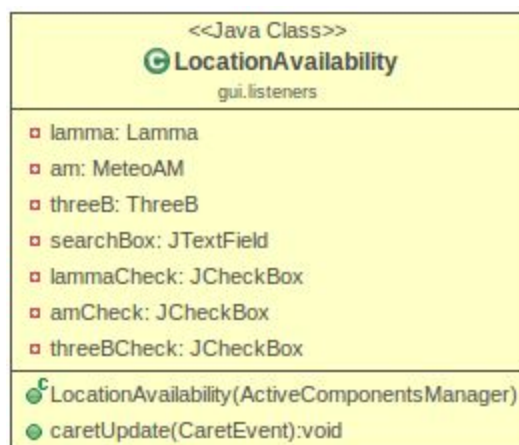 <<Java Class>>
LocationAvailability
gui.listeners
lamma: Lamma
am: MeteoAM
threeB: ThreeB
searchBox: JTextField
lammaCheck: JCheckBox
amCheck: JCheckBox
threeBCheck: JCheckBox
LocationAvailability(ActiveComponentsManager)
caretUpdate(CaretEvent):void